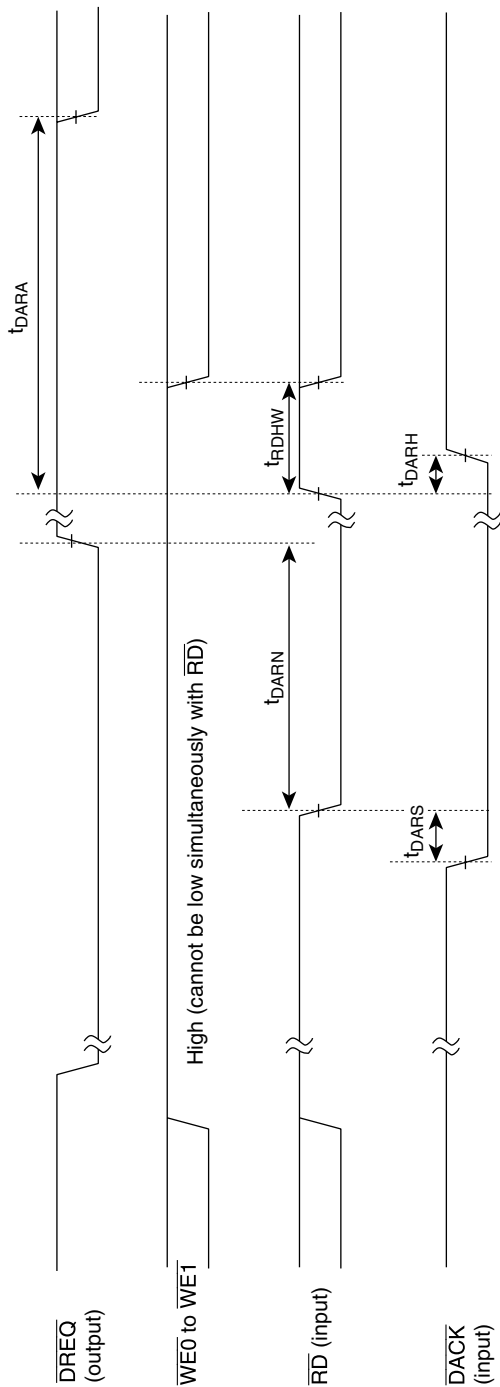 DREQ
(output)
tDARA
WE0 to WE1
High (cannot be low simultaneously with RD)
RD (input)
tDARN
tRDHW
DACK
(input)
tDARS
tDARH